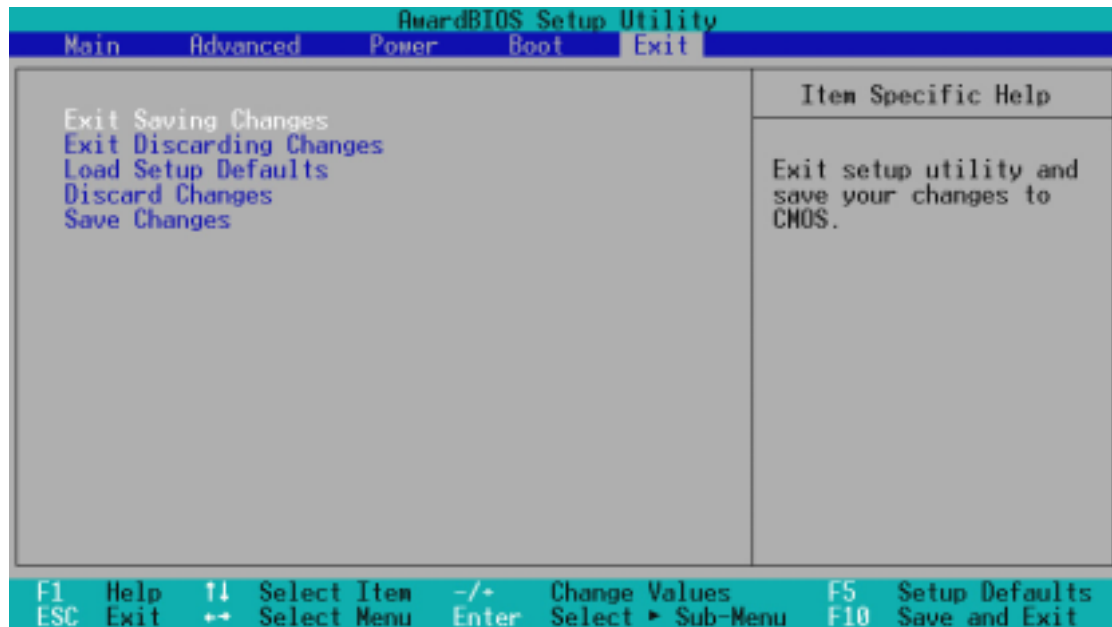 AwardBIOS Setup Utility
Main Advanced Power Boot Exit
Item Specific Help
Exit Saving Changes
Exit Discarding Changes
Load Setup Defaults
Discard Changes
Save Changes
Exit setup utility and
save your changes to
CMOS.
F1 Help ↑↓ Select Item -/+ Change Values F5 Setup Defaults
ESC Exit ←→ Select Menu Enter Select ► Sub-Menu F10 Save and Exit